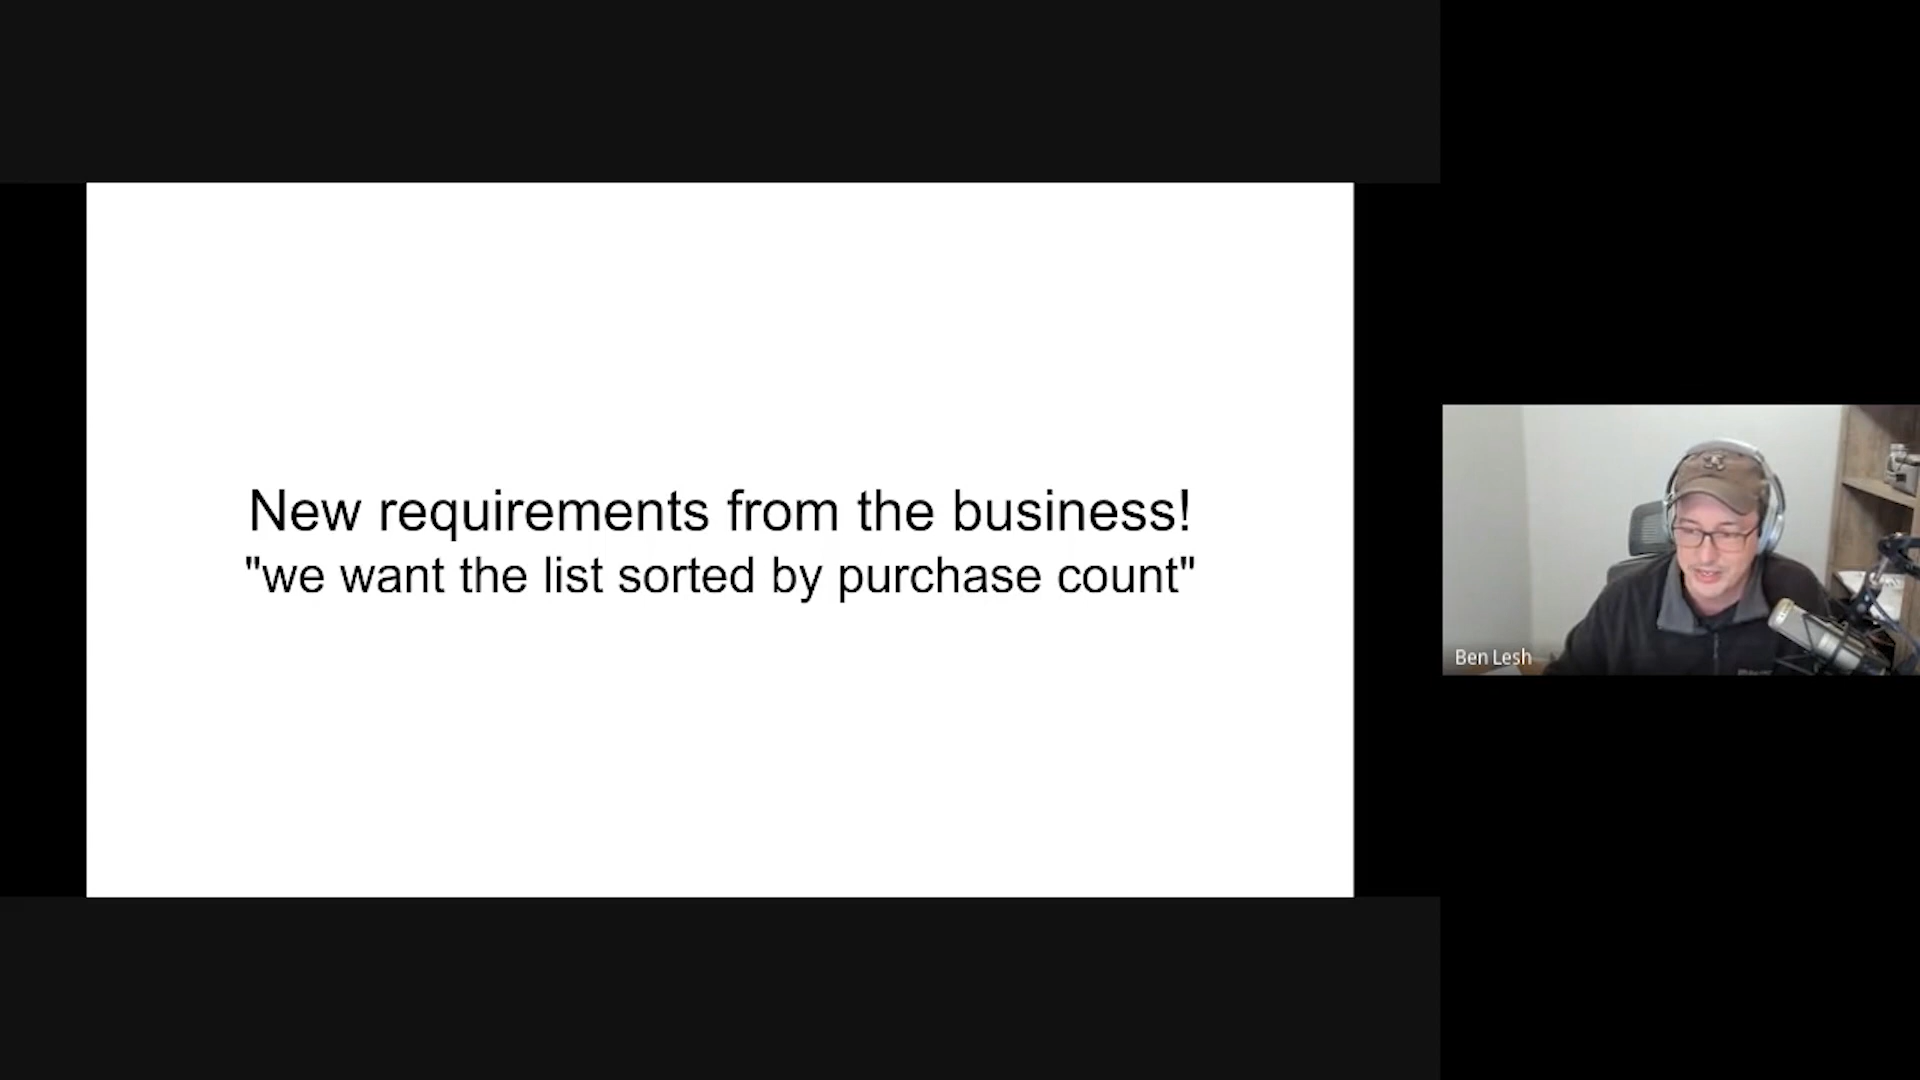 New requirements from the business!
"we want the list sorted by purchase count"
Ben Lesh